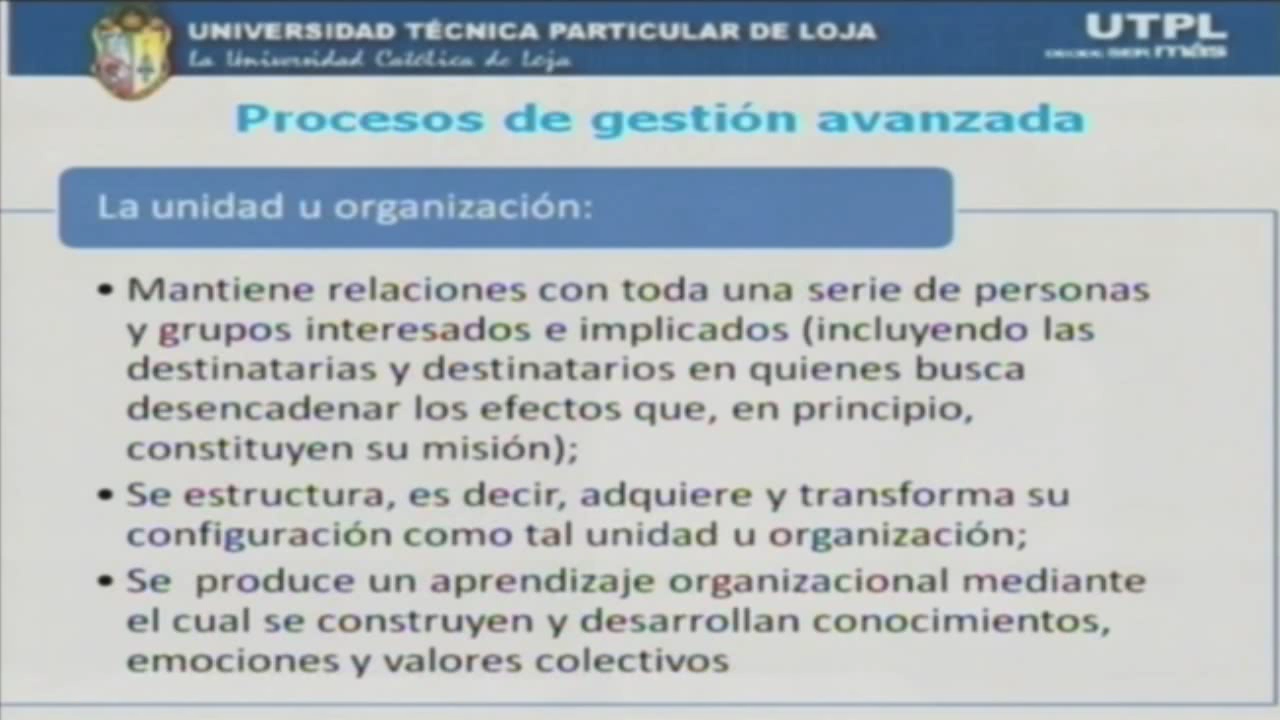 UNIVERSIDAD TÉCNICA PARTICULAR DE LOJA
La Universidad Católica de Loja
UTPL
DECIDE SER más
Procesos de gestión avanzada
La unidad u organización:
• Mantiene relaciones con toda una serie de personas
y grupos interesados e implicados (incluyendo las
destinatarias y destinatarios en quienes busca
desencadenar los efectos que, en principio,
constituyen su misión);
• Se estructura, es decir, adquiere y transforma su
configuración como tal unidad u organización;
• Se produce un aprendizaje organizacional mediante
el cual se construyen y desarrollan conocimientos,
emociones y valores colectivos